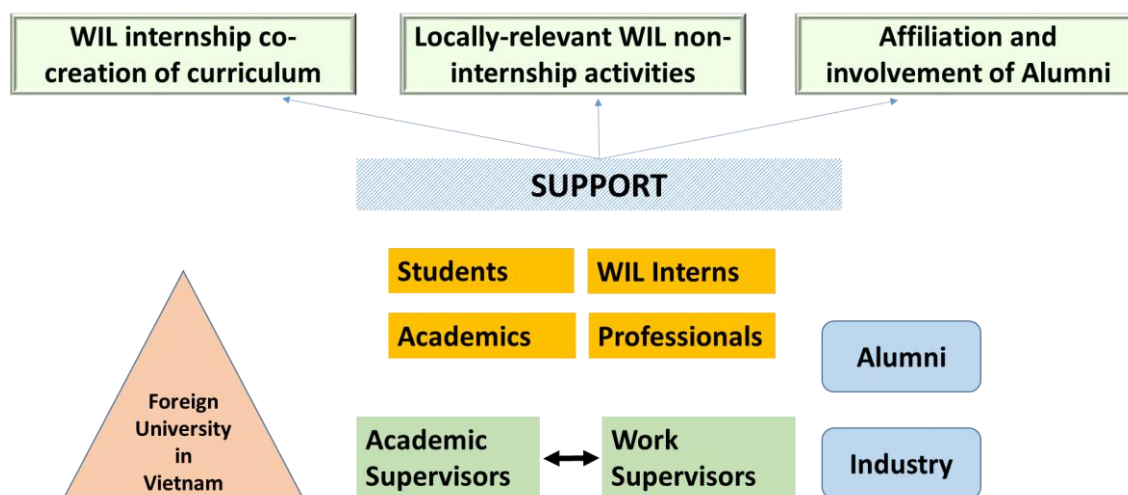 WIL internship co-
creation of curriculum
Locally-relevant WIL non-
internship activities
Affiliation and
involvement of Alumni
SUPPORT
Students
WIL Interns
Academics
Professionals
Alumni
Foreign
University
in
Vietnam
Academic
Supervisors
Work
Supervisors
Industry